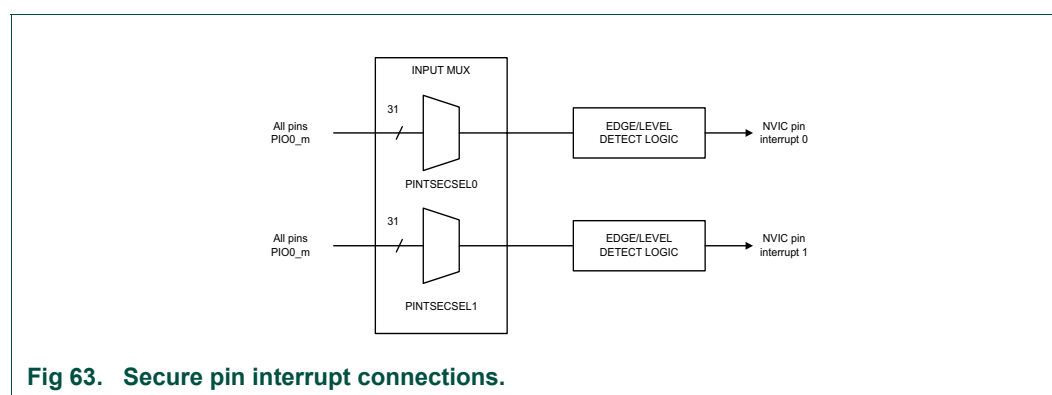 INPUT MUX
31
All pins
PIO0_m
EDGE/LEVEL
DETECT LOGIC
NVIC pin
interrupt 0
PINTSECSEL0
31
All pins
PIO0_m
EDGE/LEVEL
DETECT LOGIC
NVIC pin
interrupt 1
PINTSECSEL1
Fig 63. Secure pin interrupt connections.